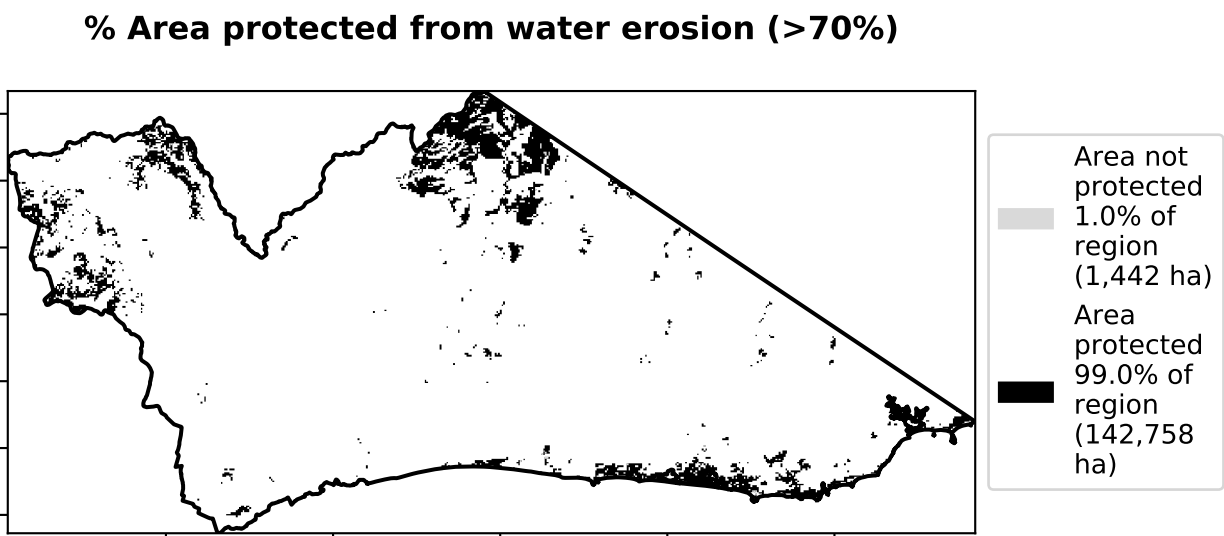 % Area protected from water erosion (>70%)
Area not
protected
1.0% of
region
(1,442 ha)
Area
protected
99.0% of
region
(142,758
ha)